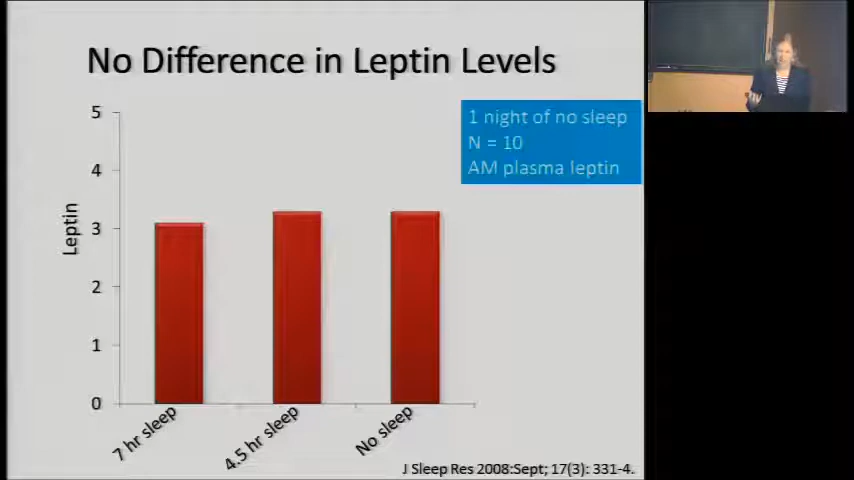 No Difference in Leptin Levels
1 night of no sleep
N = 10
AM plasma leptin
5
4
3
2
1
0
Leptin
7 hr sleep
4.5 hr sleep
No sleep
J Sleep Res 2008:Sept; 17(3): 331-4.